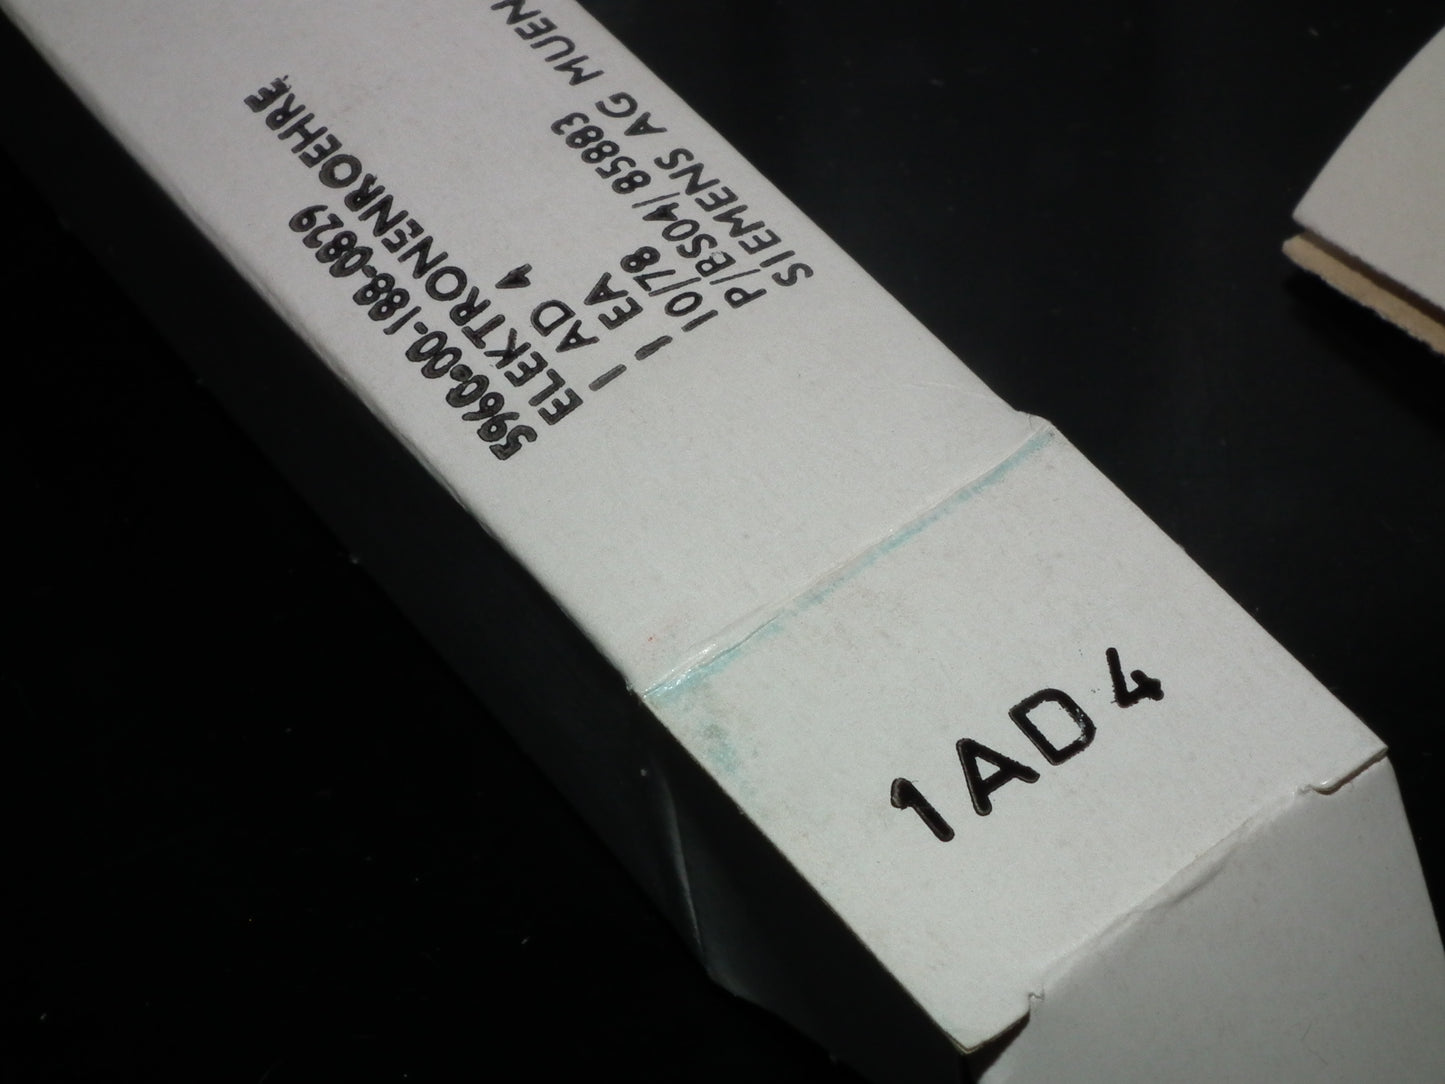 5960-00-188-0829
ELEKTRONENROEHRE
1 AD 4
1 EA
10/78
P/BS04/85883
SIEMENS AG MUEN
1AD4